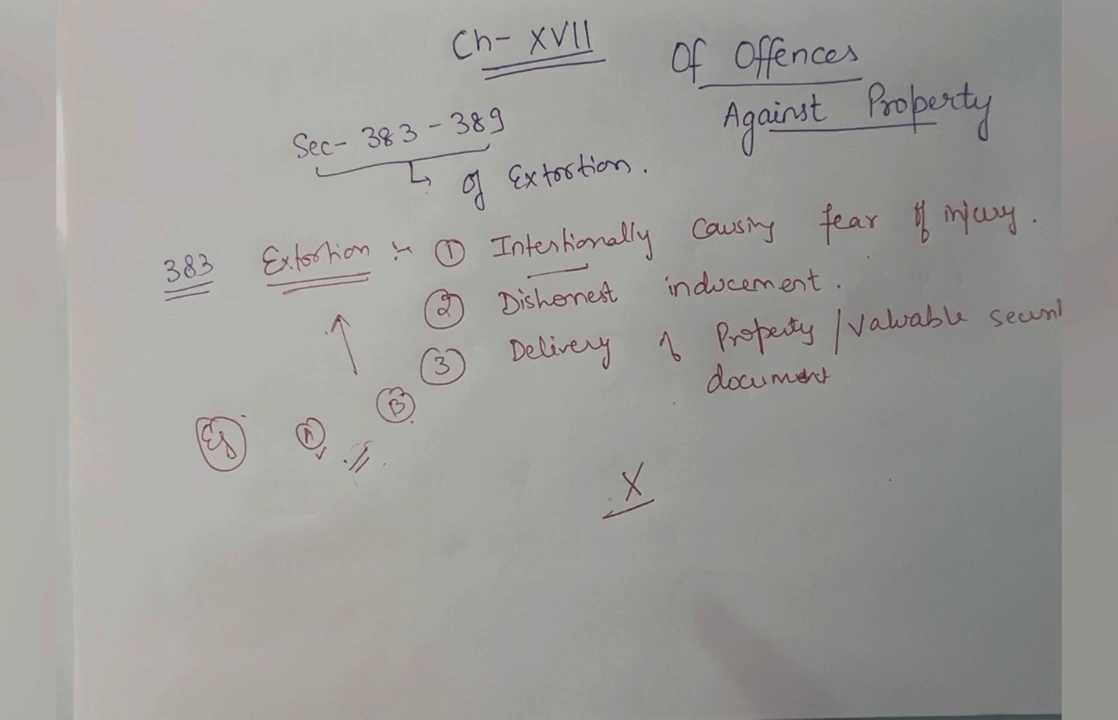 Ch- XVII
Of Offences
Against Property
Sec- 383 - 389
↳ of Extortion.
383 Extortion :- ① Intentionally causing fear of injury.
② Dishonest inducement.
③ Delivery of Property / Valuable
document
Eg A B
X